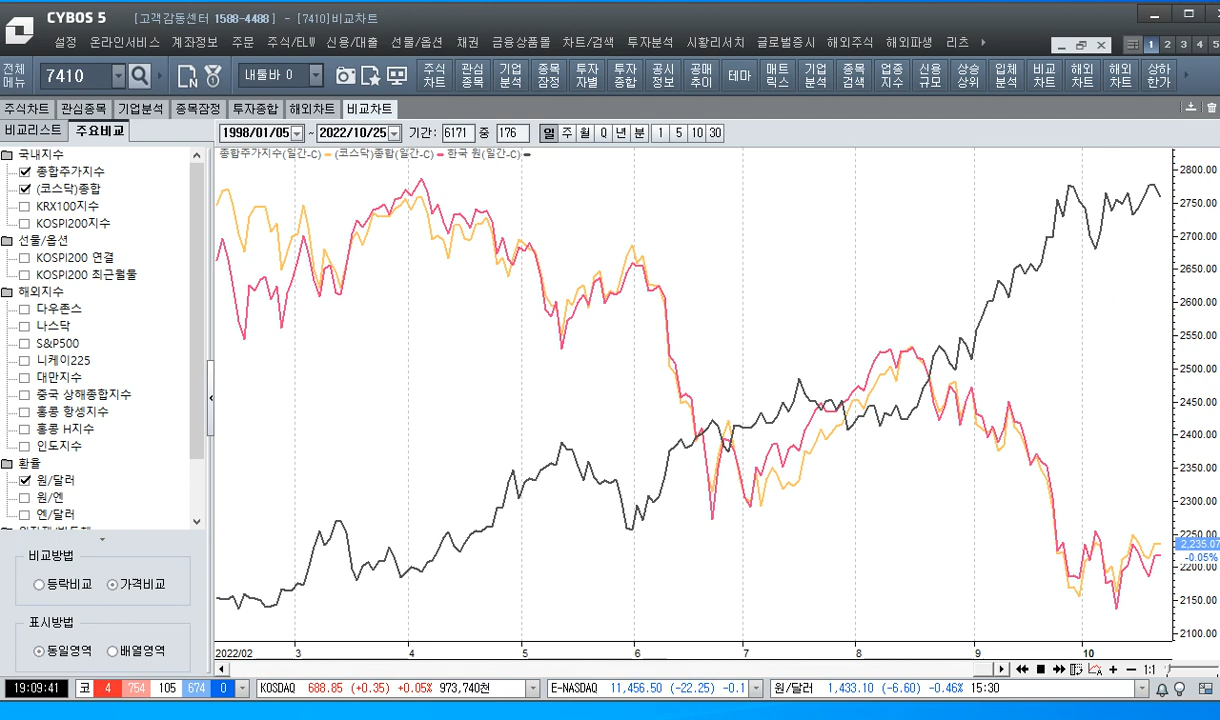 CYBOS 5 [고객감동센터 1588-4488] - [7410]비교차트
설정 온라인서비스 계좌정보 주문 주식/ELW 신용/대출 선물/옵션 채권 금융상품몰 차트/검색 투자분석 시황리서치 글로벌증시 해외주식 해외파생 리츠
1 2 3 4 5
전체메뉴 7410 내툴바 0 주식차트 관심종목 기업분석 종목잠정 투자자별 투자종합 공시정보 공매추이 테마 매트릭스 기업분석 종목검색 업종지수 신용규모 상승상위 입체분석 비교차트 해외차트 해외차트 상하한가
주식차트 관심종목 기업분석 종목잠정 투자종합 해외차트 비교차트
비교리스트 주요비교 1998/01/05 ~ 2022/10/25 기간: 6171 중 176 일 주 월 Q 년 분 1 5 10 30
종합주가지수(일간-C) (코스닥)종합(일간-C) 한국 원(일간-C)
국내지수
종합주가지수
(코스닥)종합
KRX100지수
KOSPI200지수
선물/옵션
KOSPI200 연결
KOSPI200 최근월물
해외지수
다우존스
나스닥
S&P500
니케이225
대만지수
중국 상해종합지수
홍콩 항셍지수
홍콩 H지수
인도지수
환율
원/달러
원/엔
엔/달러
비교방법
등락비교 가격비교
표시방법
동일영역 배열영역
2800.00
2750.00
2700.00
2650.00
2600.00
2550.00
2500.00
2450.00
2400.00
2350.00
2300.00
2250.00
2,235.07
-0.05%
2200.00
2150.00
2100.00
2022/02 3 4 5 6 7 8 9 10
1:1
19:09:41 코 4 754 105 674 0 KOSDAQ 688.85 (+0.35) +0.05% 973,740천 E-NASDAQ 11,456.50 (-22.25) -0.1 원/달러 1,433.10 (-6.60) -0.46% 15:30